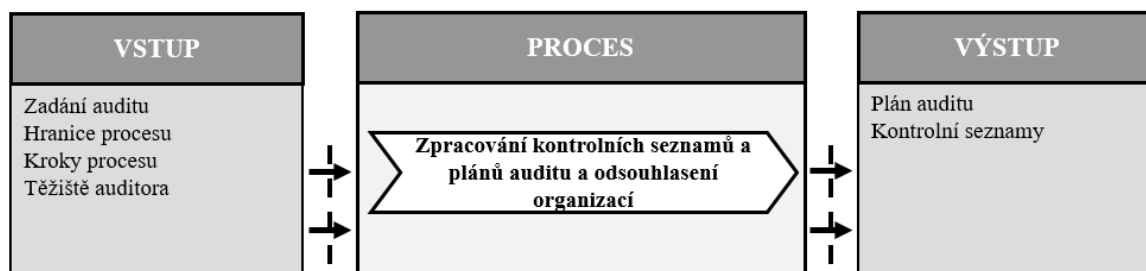 VSTUP
Zadání auditu
Hranice procesu
Kroky procesu
Těžiště auditora
PROCES
Zpracování kontrolních seznamů a
plánů auditu a odsouhlasení
organizací
VÝSTUP
Plán auditu
Kontrolní seznamy